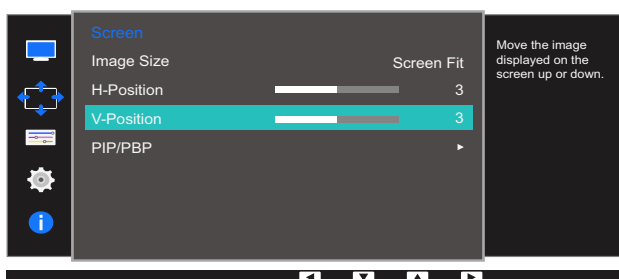 Screen
Image Size Screen Fit
H-Position 3
V-Position 3
PIP/PBP
Move the image
displayed on the
screen up or down.